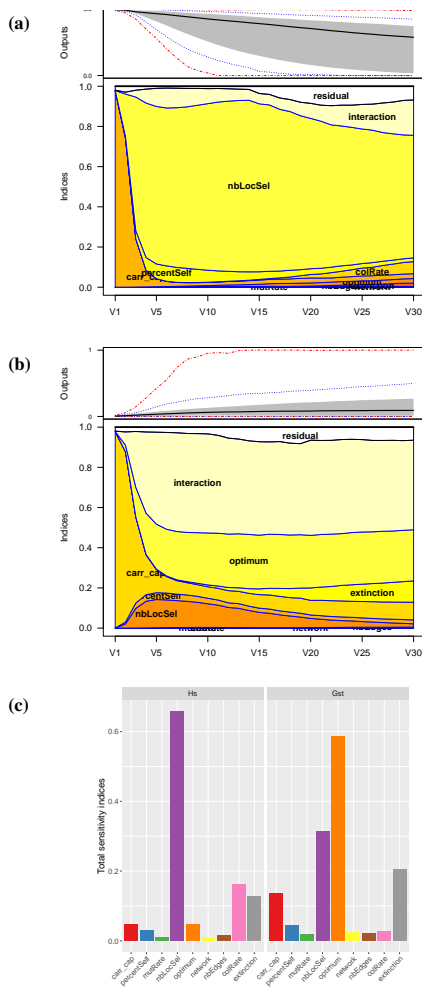 (a)
Outputs
0.0
1.0
residual
interaction
0.8
0.6
Indices
nbLocSel
0.4
0.2
percentSelf
colRate
carr_c
0.0
V1 V5 V10 V15 V20 V25 V30
(b)
1
Outputs
0
1.0
residual
0.8
interaction
0.6
Indices
0.4
optimum
carr_cap
0.2
extinction
centSelf
nbLocSel
network
0.0
V1 V5 V10 V15 V20 V25 V30
(c)
Hs Gst
Total sensitivity indices
0.6
0.4
0.2
0.0
carr_cap percentSelf mutRate nbLocSel optimum network nbEdges colRate extinction carr_cap percentSelf mutRate nbLocSel optimum network nbEdges colRate extinction